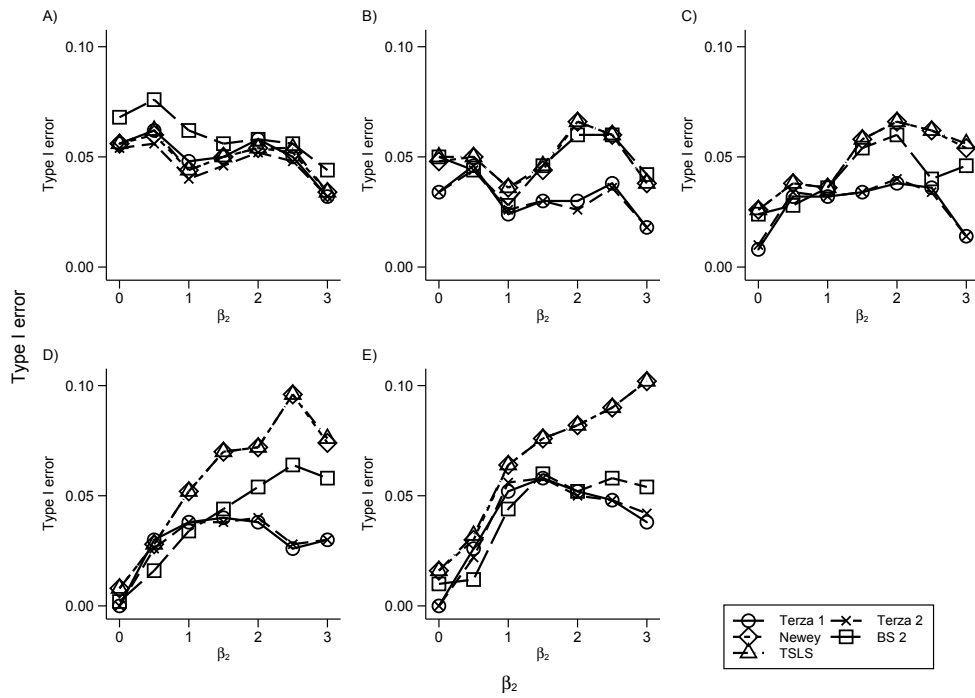 A)
B)
C)
0.10
0.05
0.00
Type I error
0 1 2 3
β₂
0.10
0.05
0.00
Type I error
0 1 2 3
β₂
0.10
0.05
0.00
Type I error
0 1 2 3
β₂
Type I error
D)
E)
0.10
0.05
0.00
Type I error
0 1 2 3
β₂
0.10
0.05
0.00
Type I error
0 1 2 3
β₂
β₂
Terza 1 Terza 2
Newey BS 2
TSLS